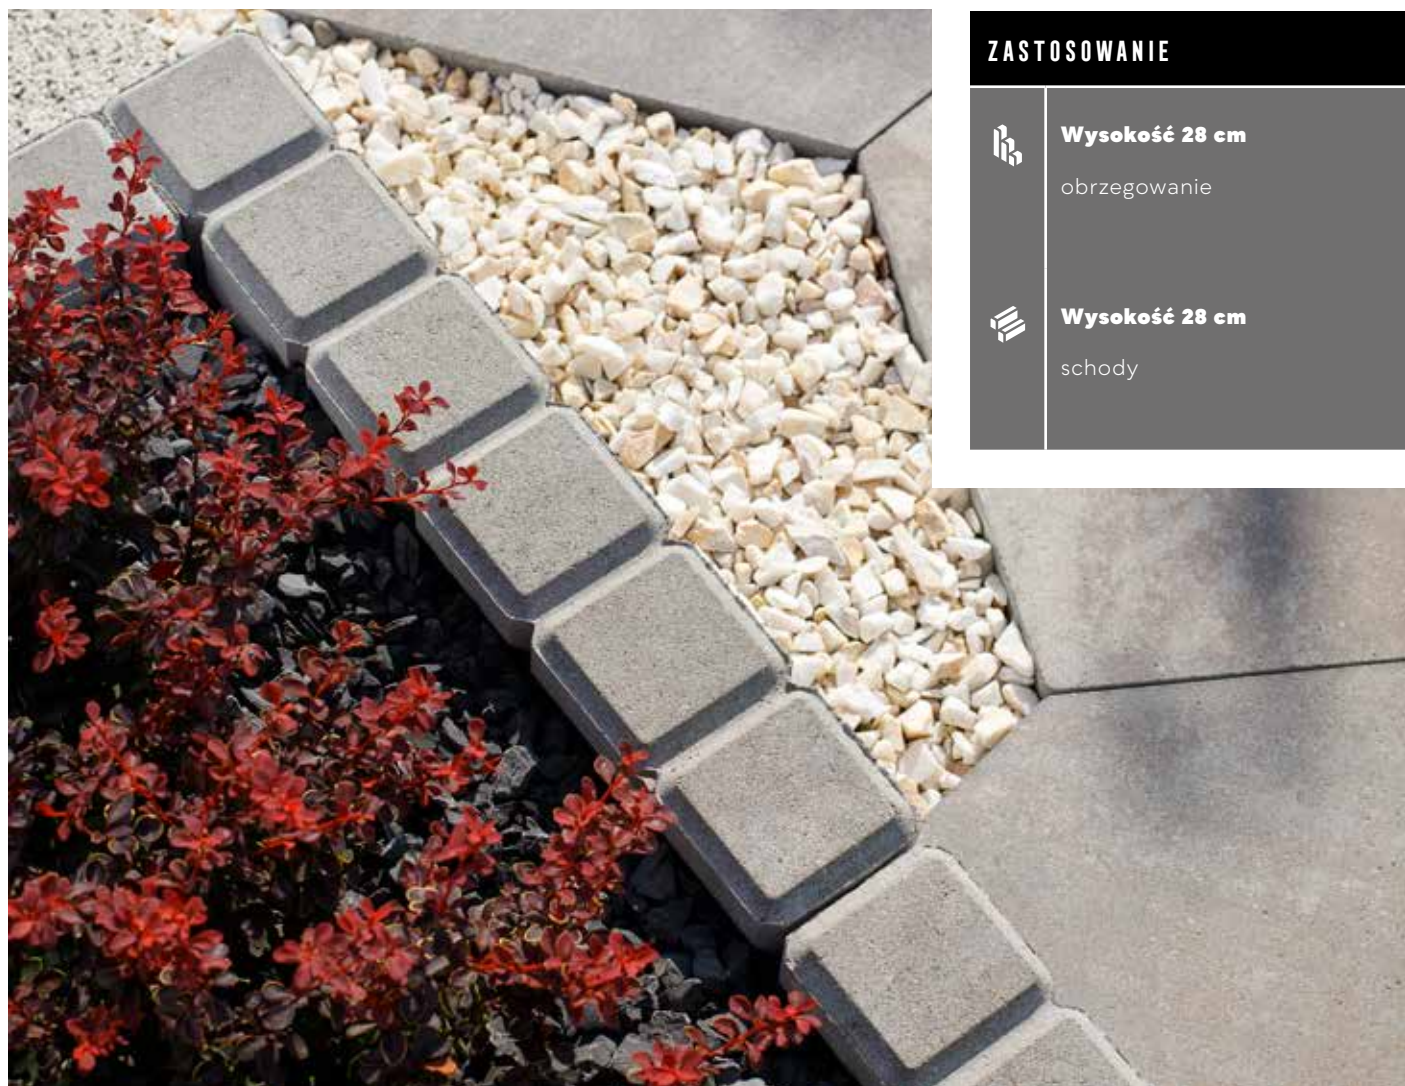 ZASTOSOWANIE
Wysokość 28 cm
obrzegowanie
Wysokość 28 cm
schody